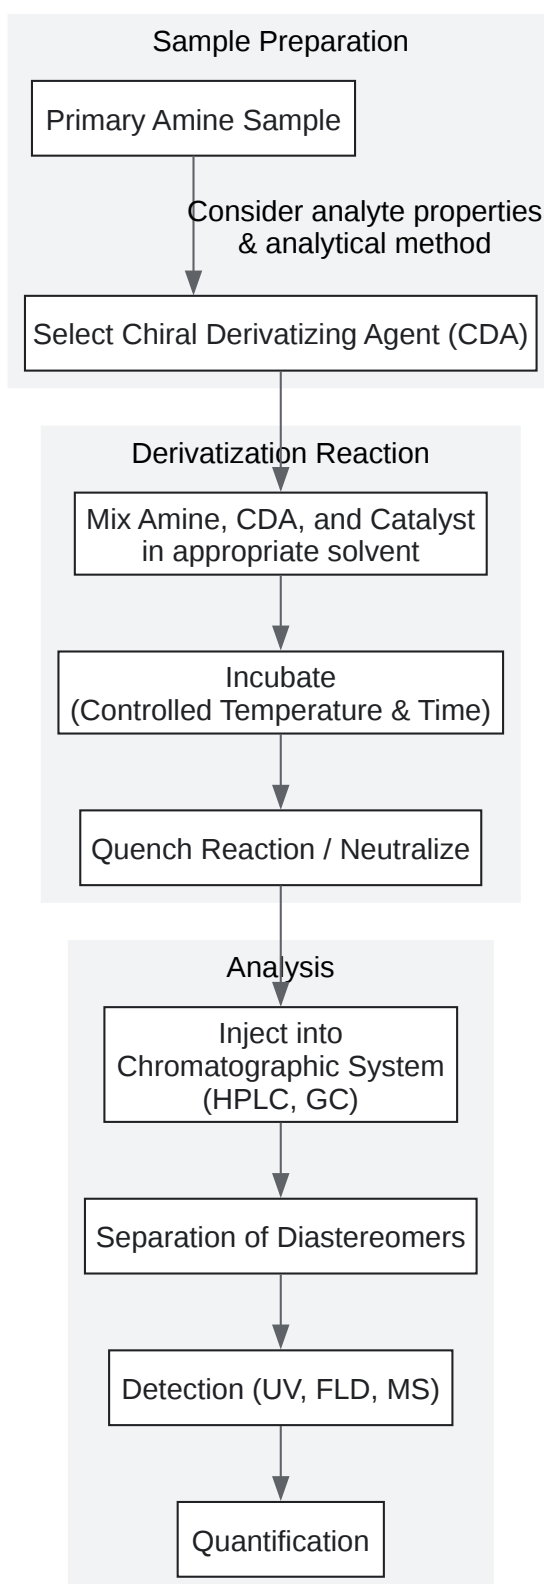 Sample Preparation
Primary Amine Sample
Consider analyte properties
& analytical method
Select Chiral Derivatizing Agent (CDA)
Derivatization Reaction
Mix Amine, CDA, and Catalyst
in appropriate solvent
Incubate
(Controlled Temperature & Time)
Quench Reaction / Neutralize
Analysis
Inject into
Chromatographic System
(HPLC, GC)
Separation of Diastereomers
Detection (UV, FLD, MS)
Quantification